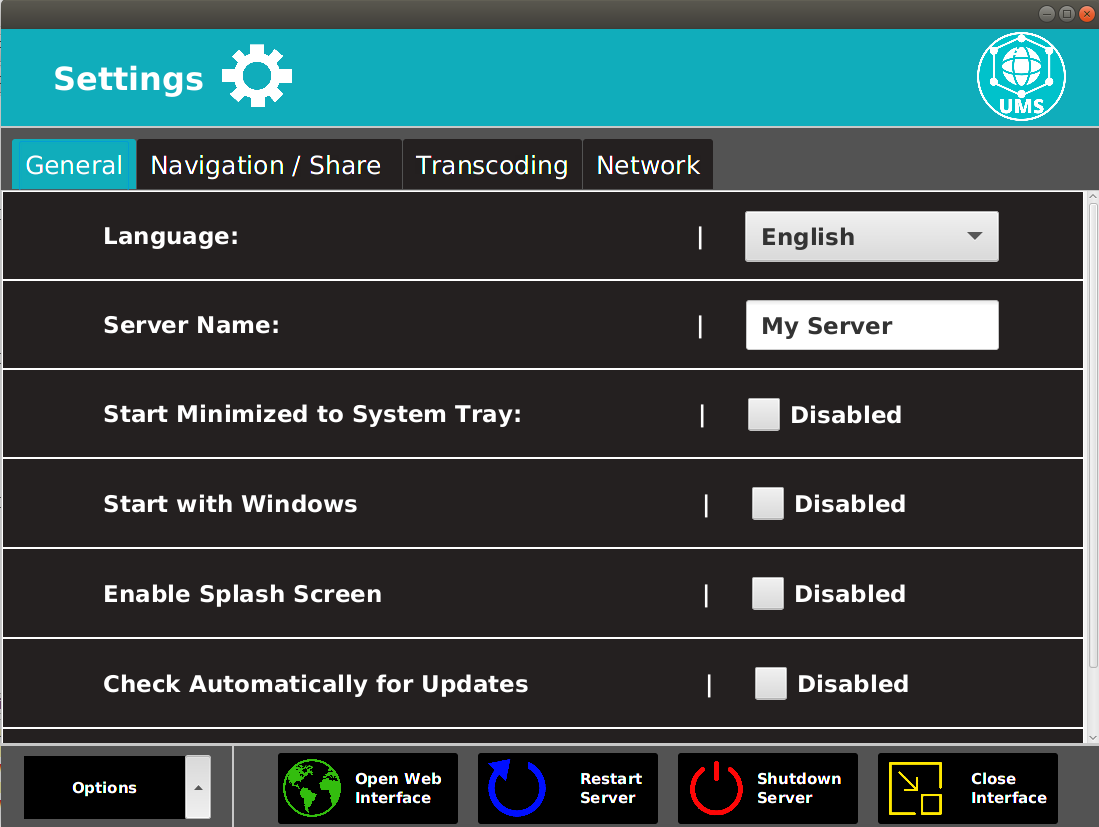 Settings
UMS
General
Navigation / Share
Transcoding
Network
Language: | English
Server Name: | My Server
Start Minimized to System Tray: | Disabled
Start with Windows | Disabled
Enable Splash Screen | Disabled
Check Automatically for Updates | Disabled
Options
Open Web
Interface
Restart
Server
Shutdown
Server
Close
Interface